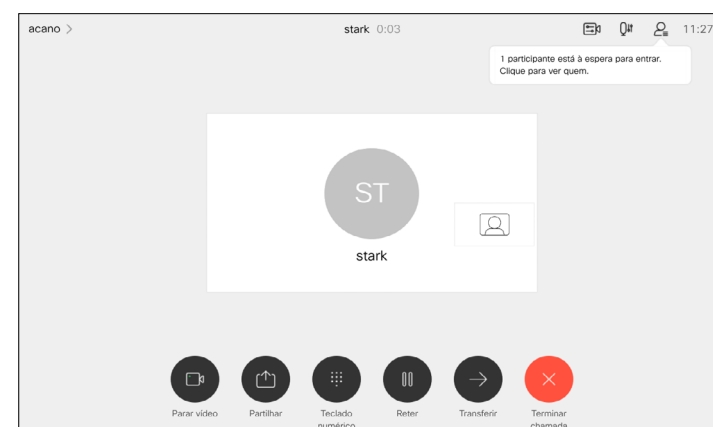 acano >
stark 0:03
11:27
1 participante está à espera para entrar.
Clique para ver quem.
ST
stark
Parar vídeo
Partilhar
Teclado
numérico
Reter
Transferir
Terminar
chamada